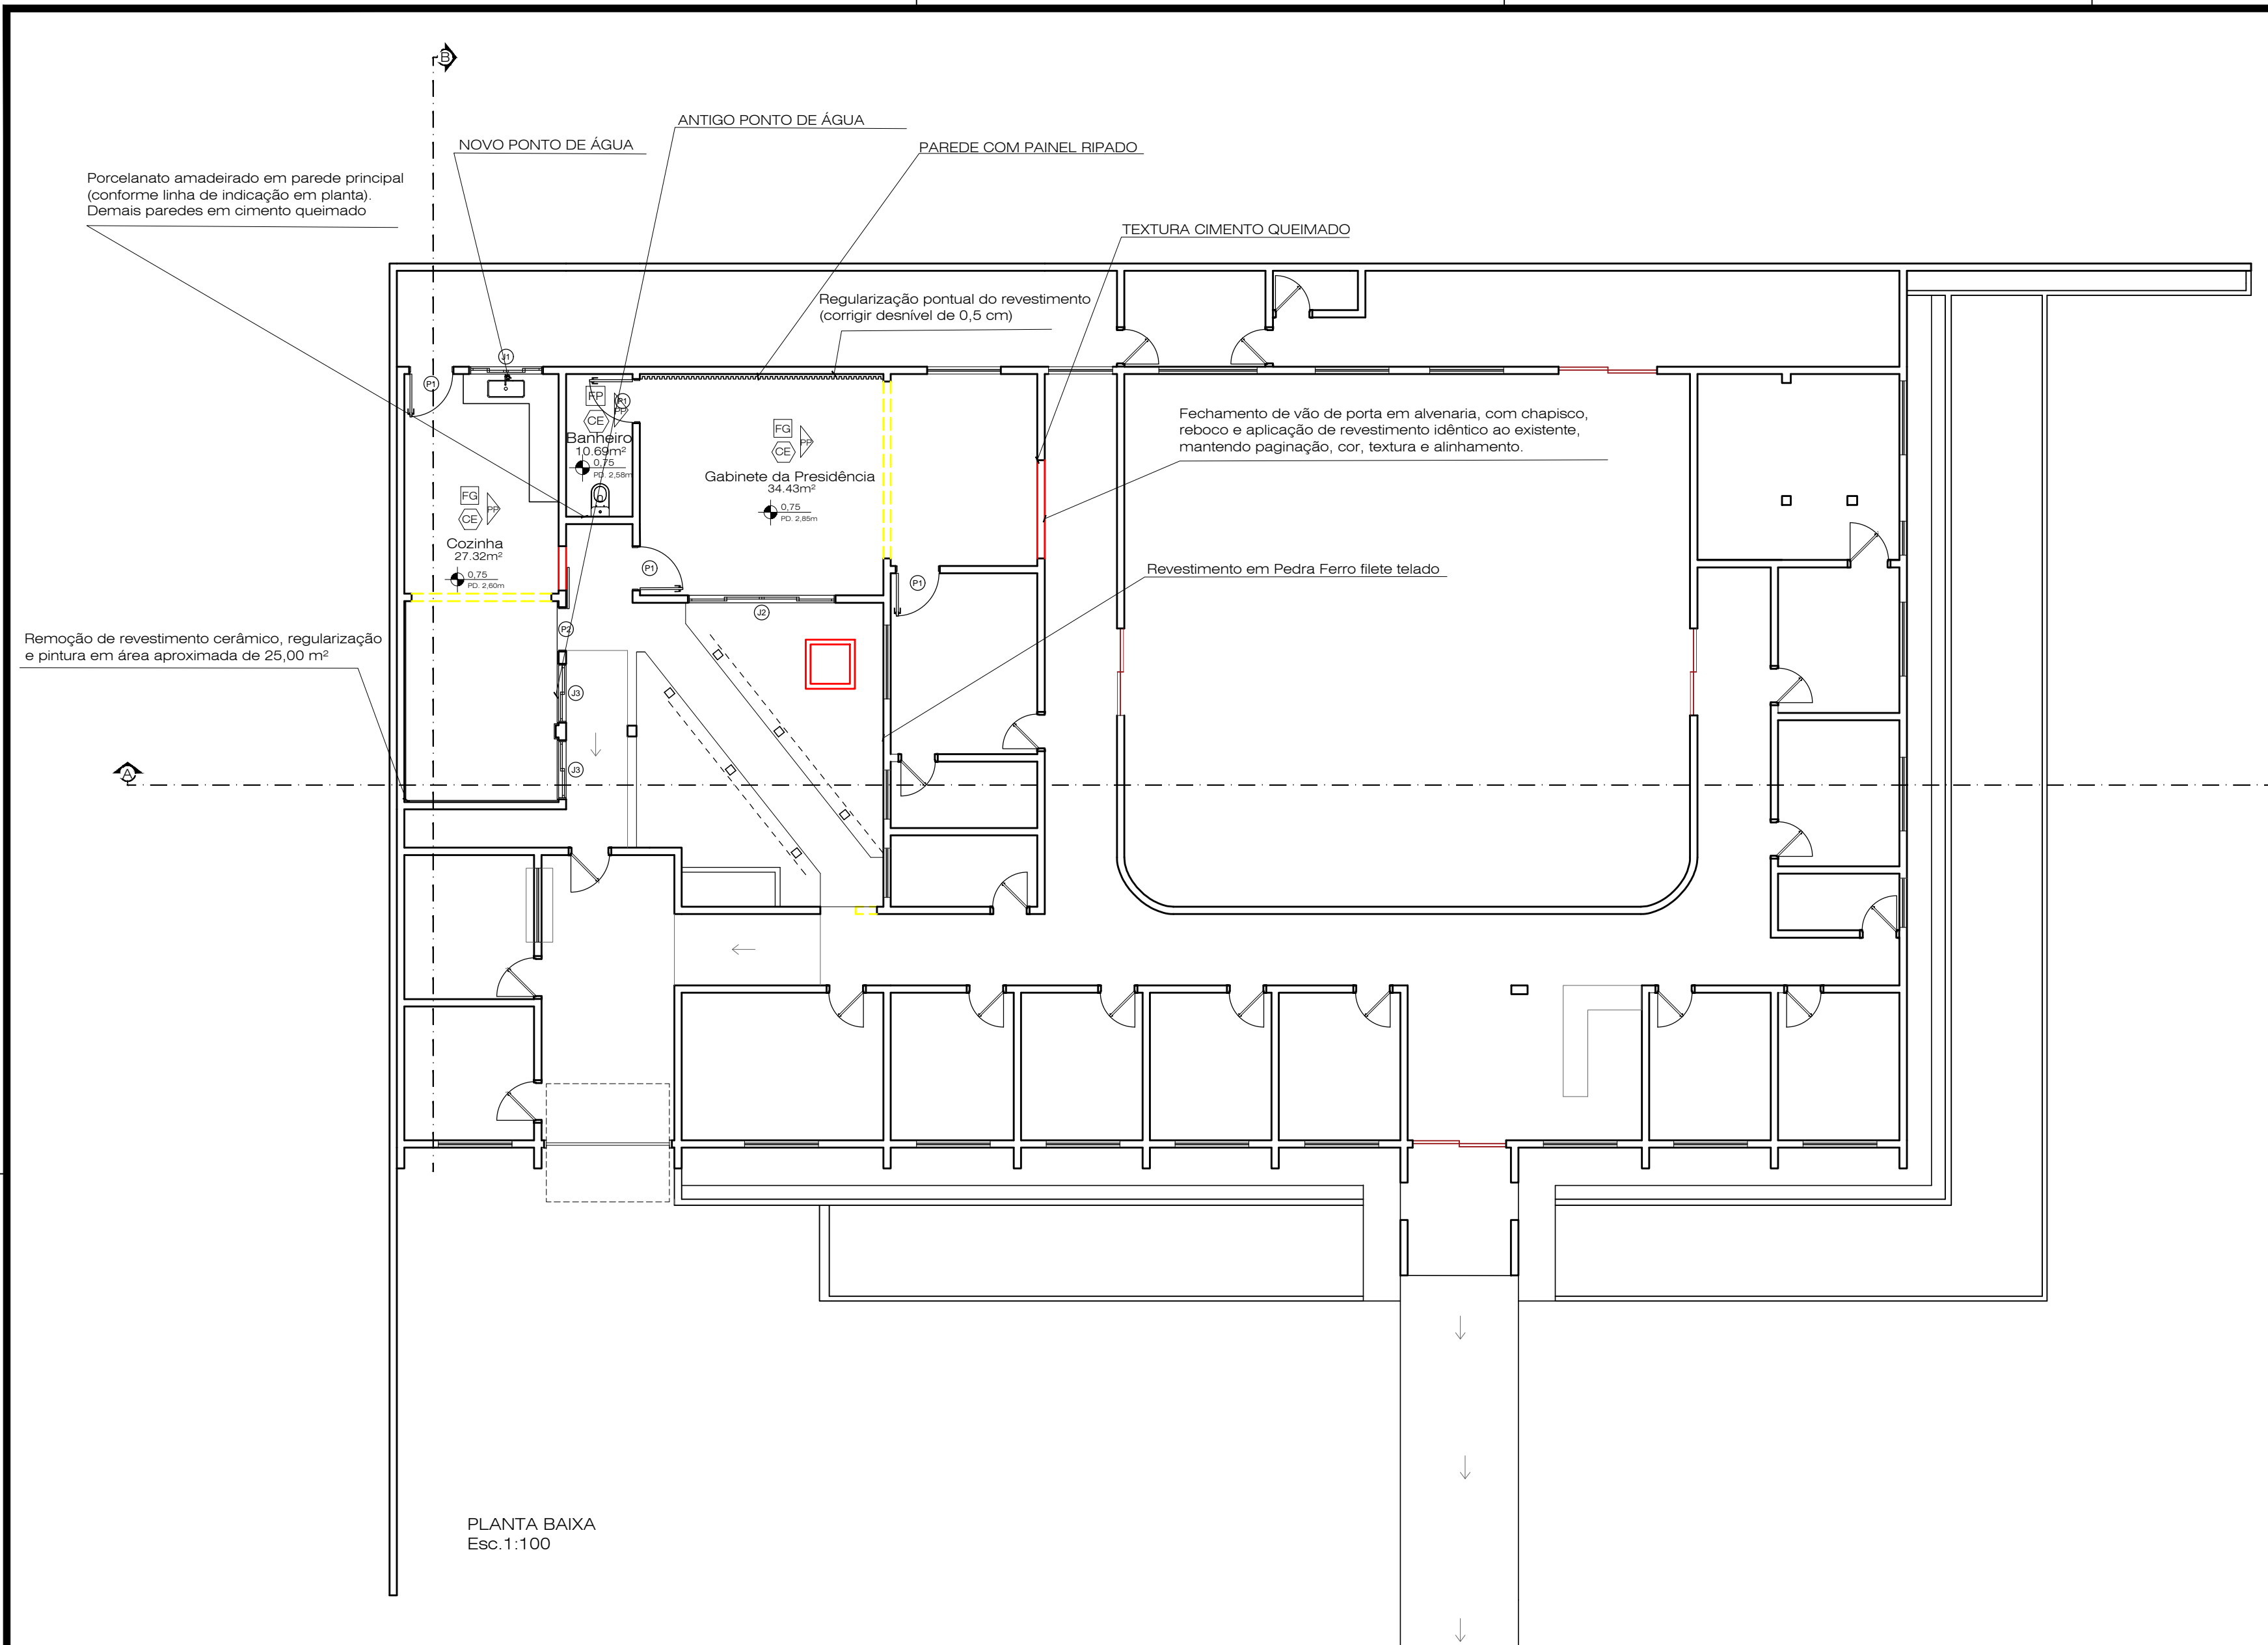 B
ANTIGO PONTO DE ÁGUA
NOVO PONTO DE ÁGUA
PAREDE COM PAINEL RIPADO
Porcelanato amadeirado em parede principal
(conforme linha de indicação em planta).
Demais paredes em cimento queimado
TEXTURA CIMENTO QUEIMADO
Regularização pontual do revestimento
(corrigir desnível de 0,5 cm)
J1
P1
FP
P1
PP
CE
Banheiro
10.69m²
0,75
PD. 2,58m
FG
PP
CE
Gabinete da Presidência
34.43m²
0,75
PD. 2,85m
Fechamento de vão de porta em alvenaria, com chapisco,
reboco e aplicação de revestimento idêntico ao existente,
mantendo paginação, cor, textura e alinhamento.
FG
PP
CE
Cozinha
27.32m²
0,75
PD. 2,60m
P1
P1
Revestimento em Pedra Ferro filete telado
J2
P2
Remoção de revestimento cerâmico, regularização
e pintura em área aproximada de 25,00 m²
J3
J3
A
PLANTA BAIXA
Esc.1:100